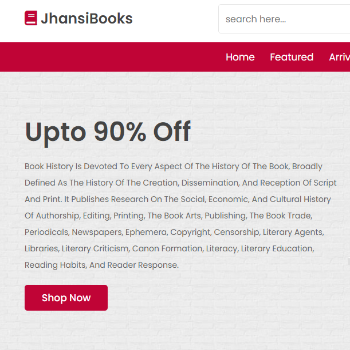 JhansiBooks
search here...
Home Featured Arriv
Upto 90% Off
Book History Is Devoted To Every Aspect Of The History Of The Book, Broadly
Defined As The History Of The Creation, Dissemination, And Reception Of Script
And Print. It Publishes Research On The Social, Economic, And Cultural History
Of Authorship, Editing, Printing, The Book Arts, Publishing, The Book Trade,
Periodicals, Newspapers, Ephemera, Copyright, Censorship, Literary Agents,
Libraries, Literary Criticism, Canon Formation, Literacy, Literary Education,
Reading Habits, And Reader Response.
Shop Now